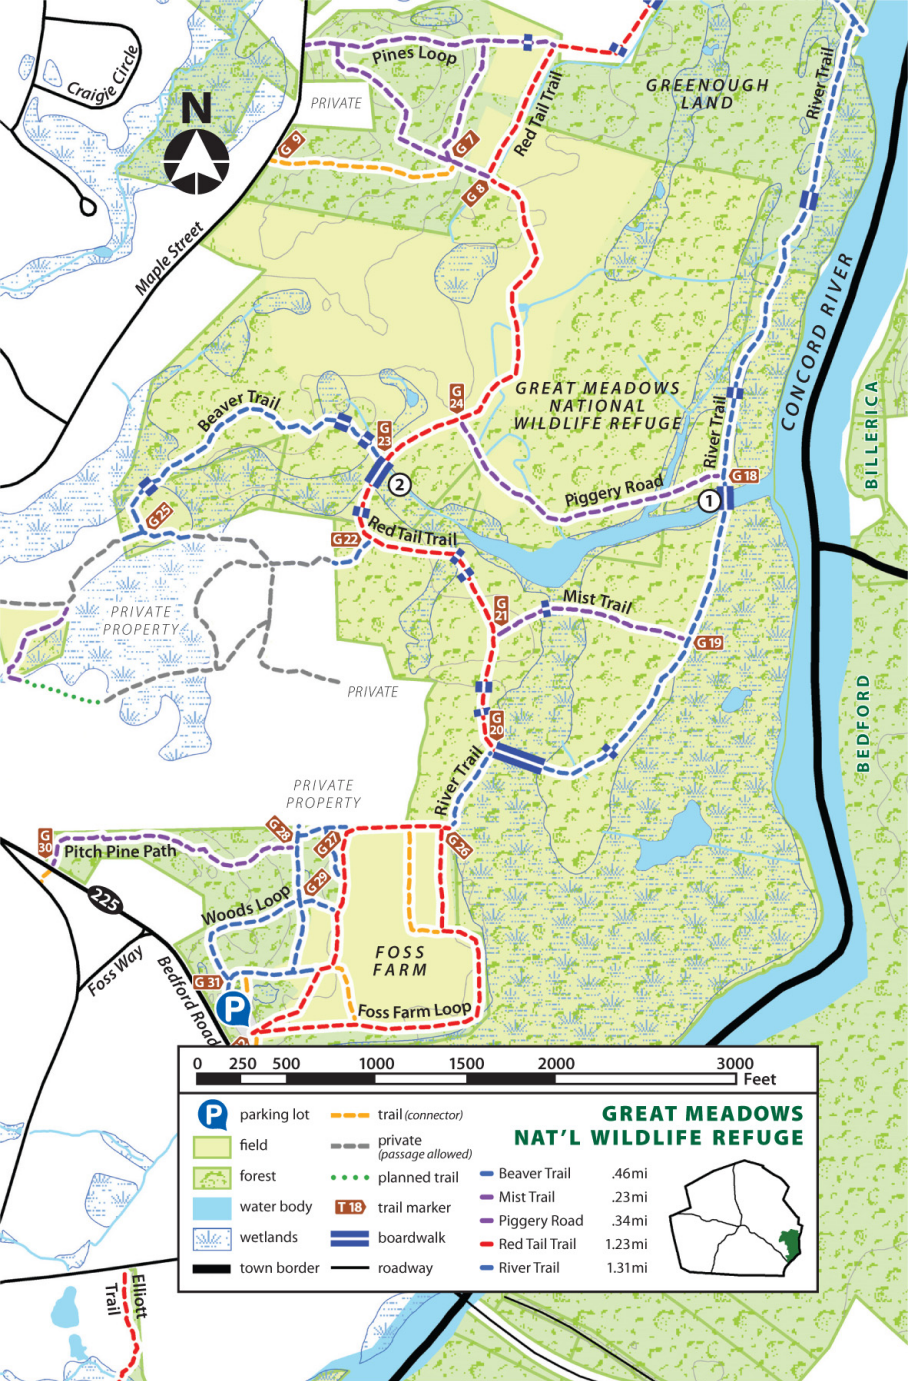 Craigie Circle
N
Maple Street
PRIVATE
Pines Loop
G 9
G 7
G 8
Red Tail Trail
GREENOUGH
LAND
River Trail
CONCORD RIVER
BILLERICA
BEDFORD
GREAT MEADOWS
NATIONAL
WILDLIFE REFUGE
Beaver Trail
G
24
G
23
2
G 25
G 22
Red Tail Trail
Piggery Road
River Trail
G 18
1
PRIVATE
PROPERTY
G
21
Mist Trail
G 19
PRIVATE
G
20
River Trail
PRIVATE
PROPERTY
G
30
Pitch Pine Path
G 28
G 27
G 26
G 29
225
Woods Loop
FOSS
FARM
Foss Way
Bedford Road
G 31
P
Foss Farm Loop
0 250 500 1000 1500 2000 3000
Feet
P parking lot
field
forest
water body
wetlands
town border
trail (connector)
private
(passage allowed)
planned trail
T 18 trail marker
boardwalk
roadway
GREAT MEADOWS
NAT'L WILDLIFE REFUGE
Beaver Trail .46mi
Mist Trail .23mi
Piggery Road .34mi
Red Tail Trail 1.23mi
River Trail 1.31mi
Elliott
Trail